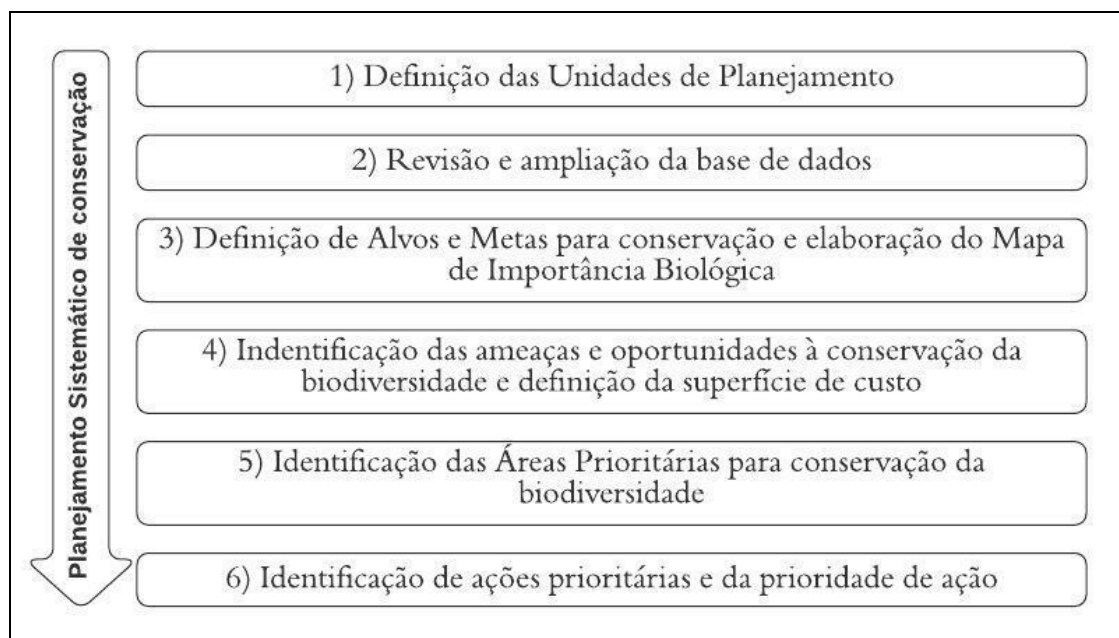 Planejamento Sistemático de conservação
1) Definição das Unidades de Planejamento
2) Revisão e ampliação da base de dados
3) Definição de Alvos e Metas para conservação e elaboração do Mapa
de Importância Biológica
4) Indentificação das ameaças e oportunidades à conservação da
biodiversidade e definição da superfície de custo
5) Identificação das Áreas Prioritárias para conservação da
biodiversidade
6) Identificação de ações prioritárias e da prioridade de ação